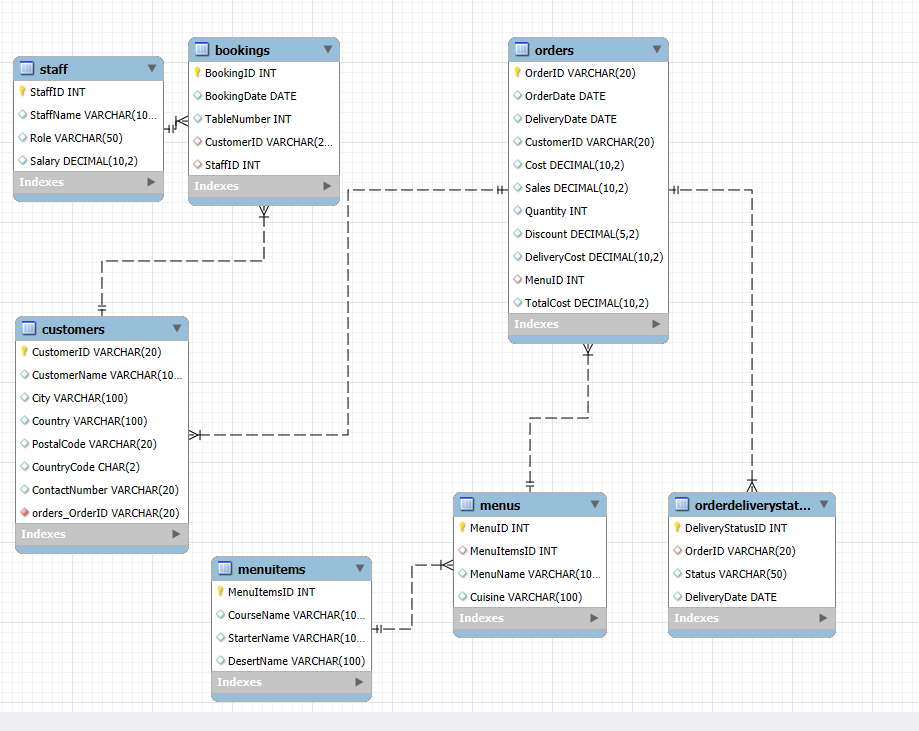 staff
StaffID INT
StaffName VARCHAR(10...
Role VARCHAR(50)
Salary DECIMAL(10,2)
Indexes
bookings
BookingID INT
BookingDate DATE
TableNumber INT
CustomerID VARCHAR(2...
StaffID INT
Indexes
orders
OrderID VARCHAR(20)
OrderDate DATE
DeliveryDate DATE
CustomerID VARCHAR(20)
Cost DECIMAL(10,2)
Sales DECIMAL(10,2)
Quantity INT
Discount DECIMAL(5,2)
DeliveryCost DECIMAL(10,2)
MenuID INT
TotalCost DECIMAL(10,2)
Indexes
customers
CustomerID VARCHAR(20)
CustomerName VARCHAR(10...
City VARCHAR(100)
Country VARCHAR(100)
PostalCode VARCHAR(20)
CountryCode CHAR(2)
ContactNumber VARCHAR(20)
orders_OrderID VARCHAR(20)
Indexes
menuitems
MenuItemsID INT
CourseName VARCHAR(10...
StarterName VARCHAR(10...
DesertName VARCHAR(100)
Indexes
menus
MenuID INT
MenuItemsID INT
MenuName VARCHAR(10...
Cuisine VARCHAR(100)
Indexes
orderdeliverystat...
DeliveryStatusID INT
OrderID VARCHAR(20)
Status VARCHAR(50)
DeliveryDate DATE
Indexes